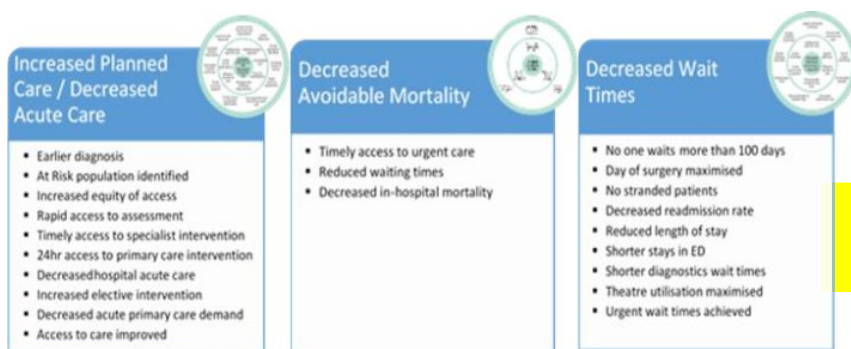 Increased Planned
Care / Decreased
Acute Care
▪ Earlier diagnosis
▪ At Risk population identified
▪ Increased equity of access
▪ Rapid access to assessment
▪ Timely access to specialist intervention
▪ 24hr access to primary care intervention
▪ Decreasedhospital acute care
▪ Increased elective intervention
▪ Decreased acute primary care demand
▪ Access to care improved
Decreased
Avoidable Mortality
▪ Timely access to urgent care
▪ Reduced waiting times
▪ Decreased in-hospital mortality
Decreased Wait
Times
▪ No one waits more than 100 days
▪ Day of surgery maximised
▪ No stranded patients
▪ Decreased readmission rate
▪ Reduced length of stay
▪ Shorter stays in ED
▪ Shorter diagnostics wait times
▪ Theatre utilisation maximised
▪ Urgent wait times achieved